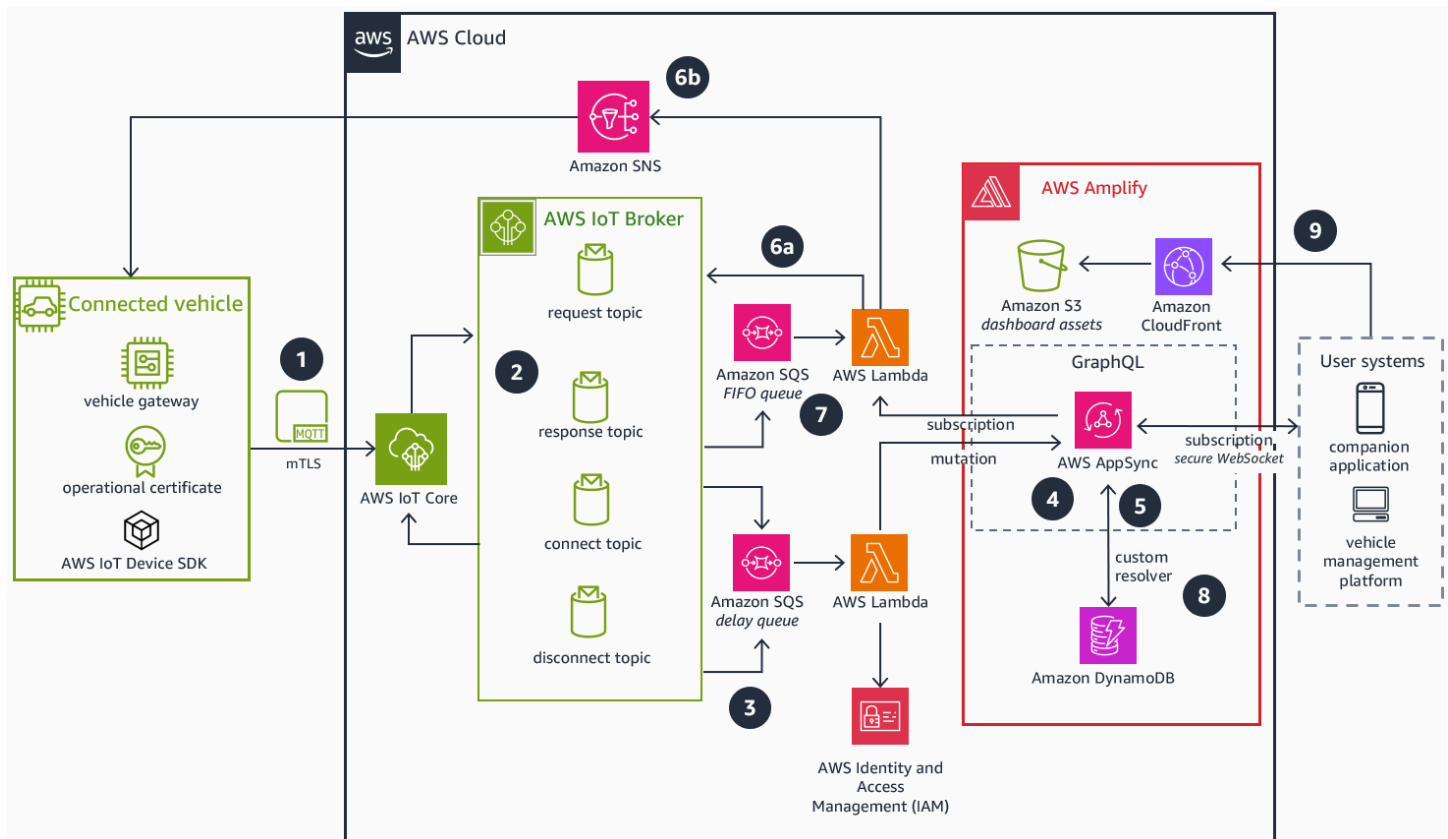 aws
AWS Cloud
6b
Amazon SNS
AWS Amplify
AWS IoT Broker
6a
9
request topic
Amazon S3
dashboard assets
Amazon
CloudFront
Connected vehicle
vehicle gateway
operational certificate
AWS IoT Device SDK
1
MQTT
mTLS
AWS IoT Core
2
response topic
connect topic
disconnect topic
Amazon SQS
FIFO queue
7
AWS Lambda
GraphQL
subscription
mutation
AWS AppSync
4
5
subscription
secure WebSocket
User systems
companion
application
vehicle
management
platform
Amazon SQS
delay queue
3
AWS Lambda
custom
resolver
8
Amazon DynamoDB
AWS Identity and
Access
Management (IAM)